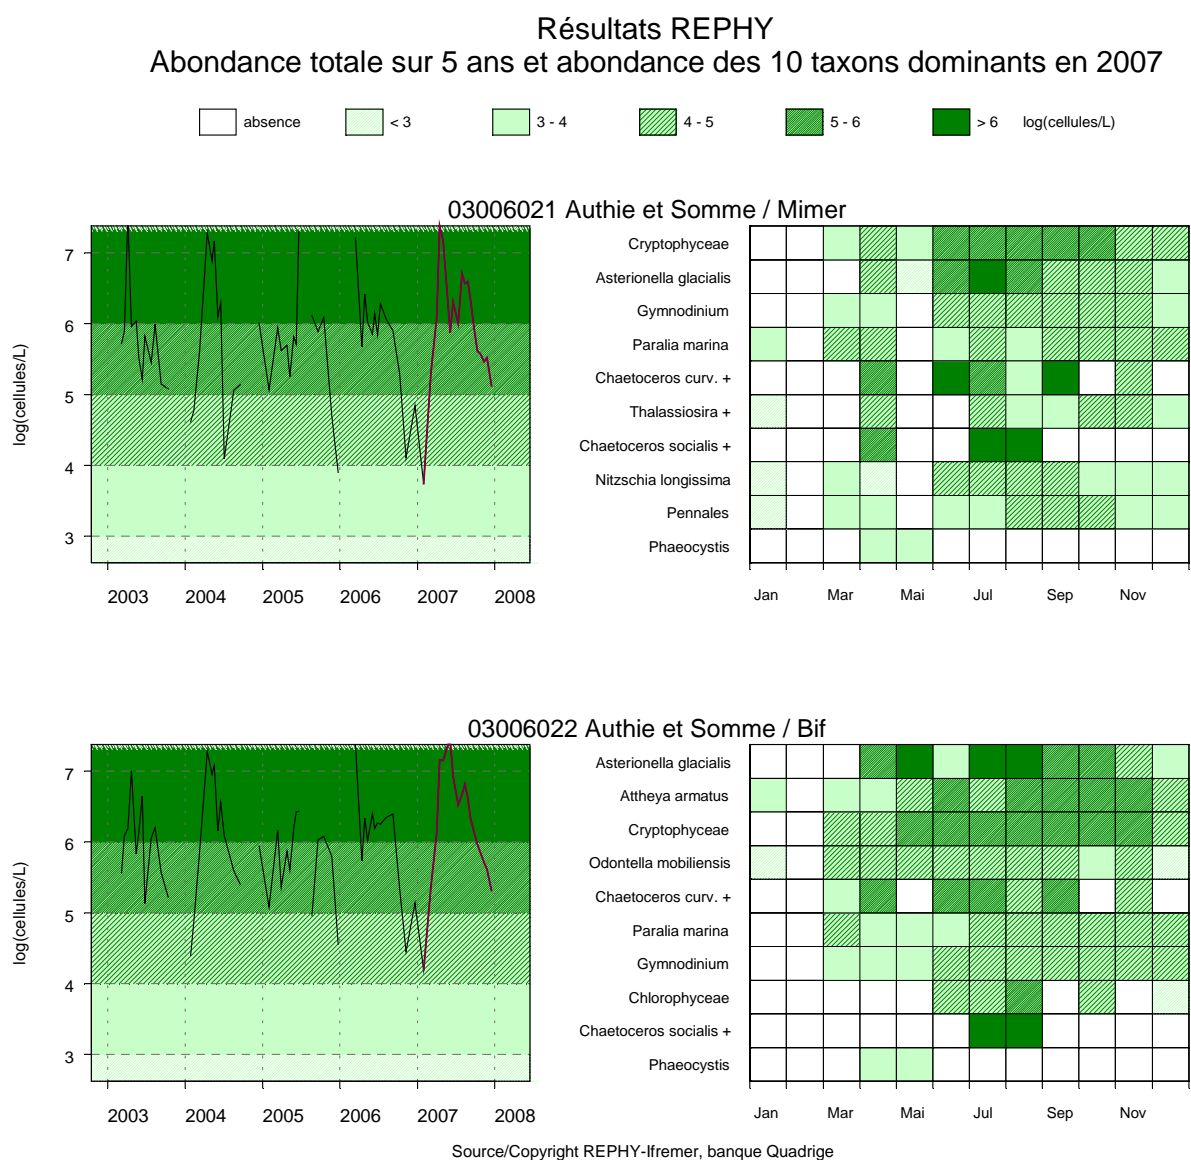 Résultats REPHY
Abondance totale sur 5 ans et abondance des 10 taxons dominants en 2007
absence
< 3
3 - 4
4 - 5
5 - 6
> 6
log(cellules/L)
03006021 Authie et Somme / Mimer
log(cellules/L)
7
6
5
4
3
2003 2004 2005 2006 2007 2008
Cryptophyceae
Asterionella glacialis
Gymnodinium
Paralia marina
Chaetoceros curv. +
Thalassiosira +
Chaetoceros socialis +
Nitzschia longissima
Pennales
Phaeocystis
Jan Mar Mai Jul Sep Nov
03006022 Authie et Somme / Bif
log(cellules/L)
7
6
5
4
3
2003 2004 2005 2006 2007 2008
Asterionella glacialis
Attheya armatus
Cryptophyceae
Odontella mobiliensis
Chaetoceros curv. +
Paralia marina
Gymnodinium
Chlorophyceae
Chaetoceros socialis +
Phaeocystis
Jan Mar Mai Jul Sep Nov
Source/Copyright REPHY-Ifremer, banque Quadrige